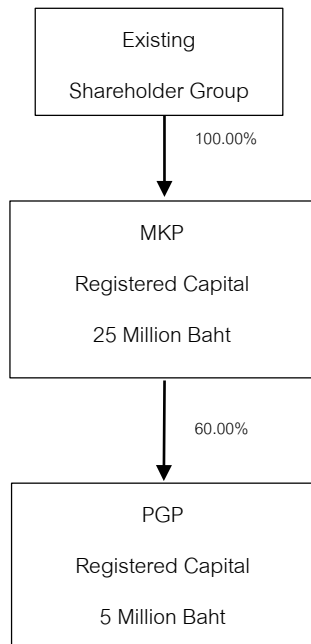 Existing
Shareholder Group
100.00%
MKP
Registered Capital
25 Million Baht
60.00%
PGP
Registered Capital
5 Million Baht